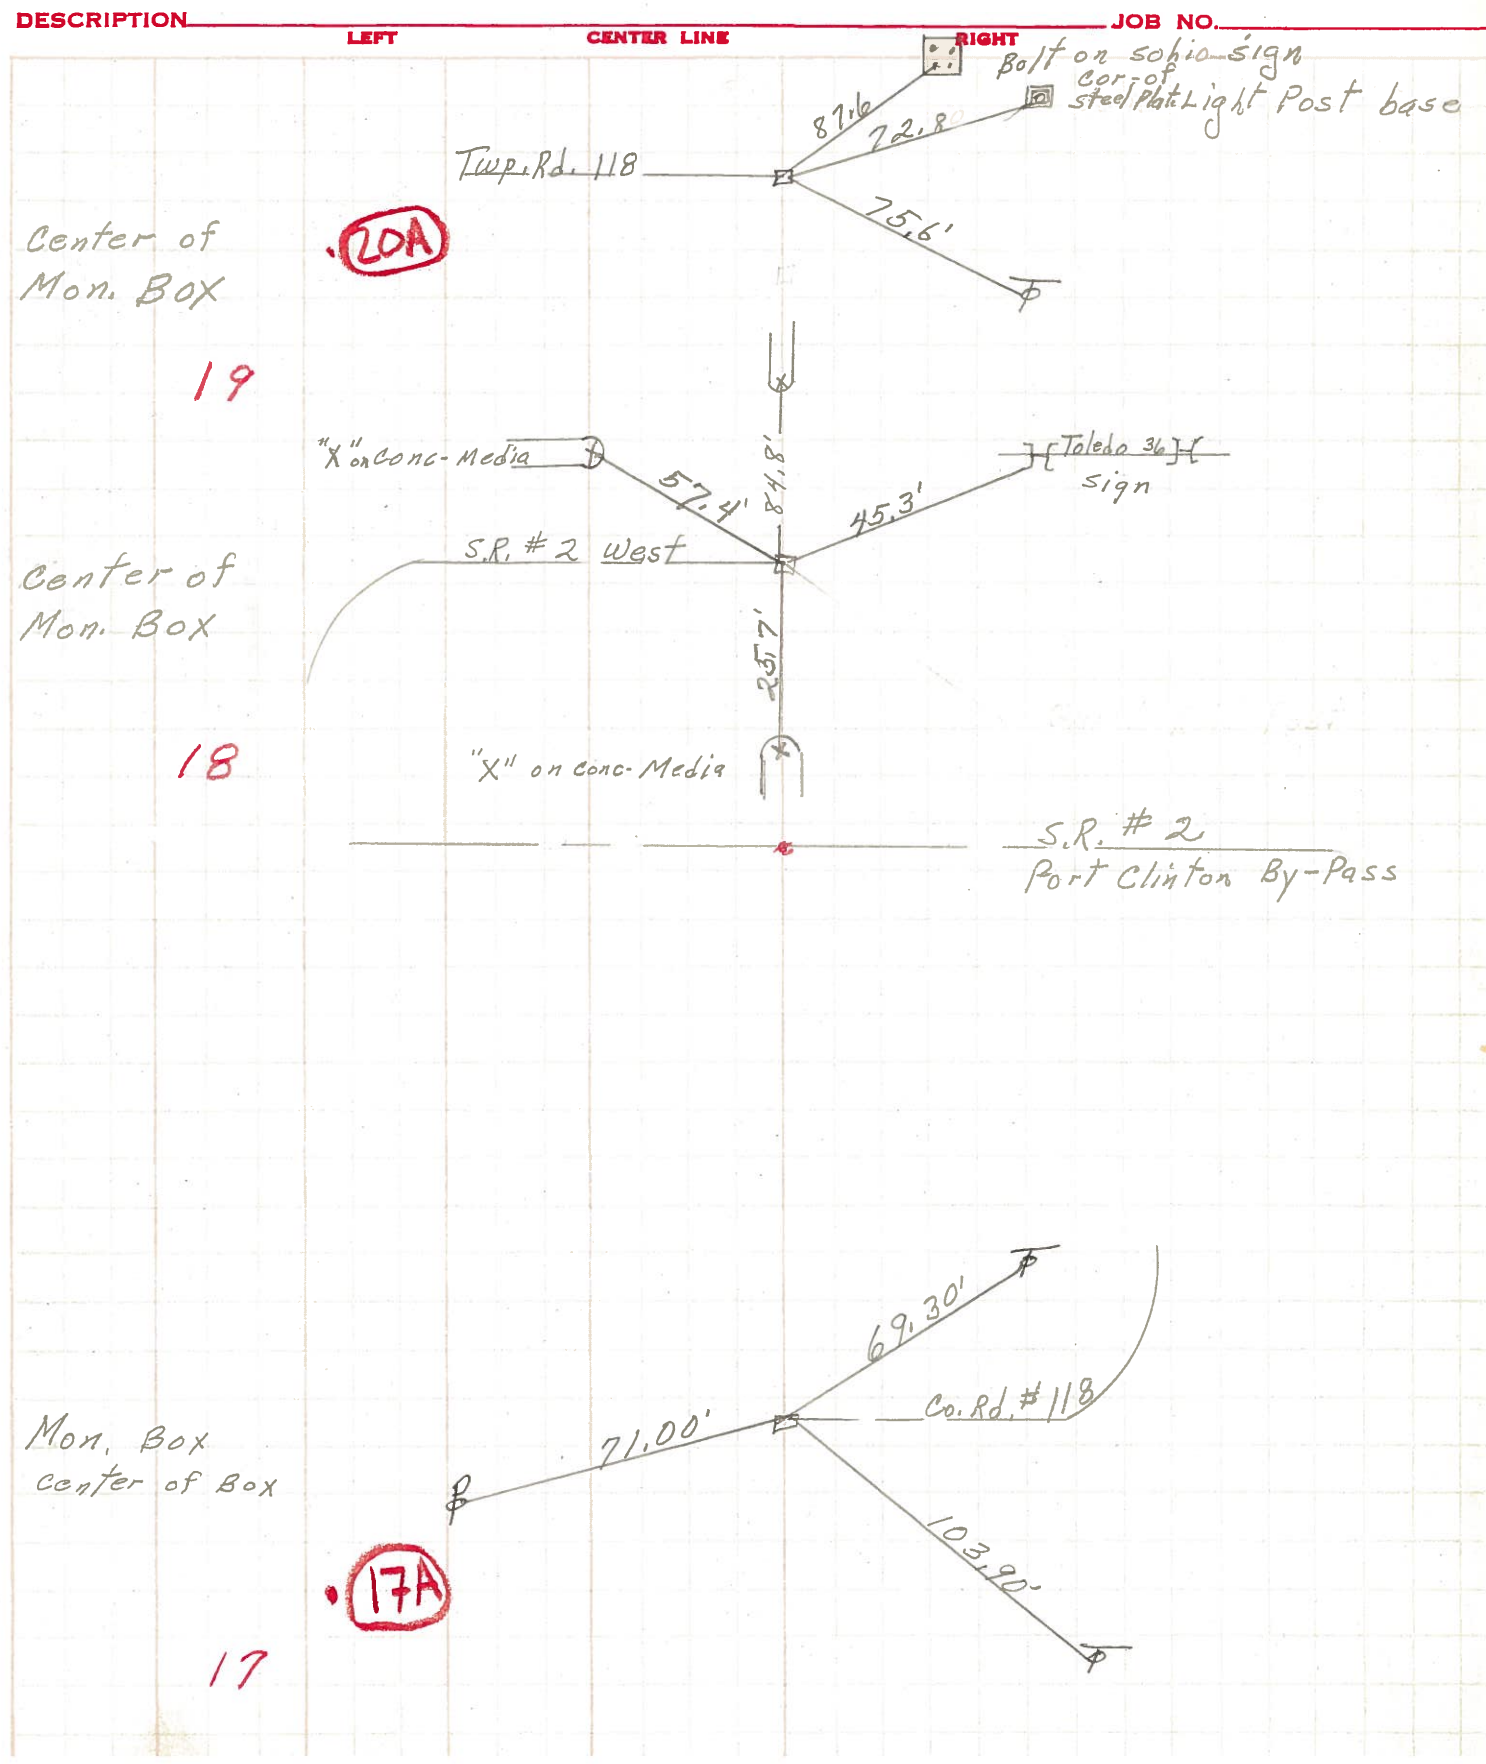 DESCRIPTION JOB NO.
LEFT CENTER LINE RIGHT
Bolt on sohio sign
cor-of
steel Plate Light Post base
87.6
72.8
Twp. Rd. 118
75.6'
Center of
Mon. Box
20A
19
"X" on conc- Media
57.4'
84.8'
45.3'
Toledo 36
sign
S.R. # 2 West
Center of
Mon. Box
25.7'
18
"X" on conc- Media
S.R. # 2
Port Clinton By-Pass
69.30'
Co. Rd. # 118
71.00'
Mon. Box
center of Box
103.90'
17A
17